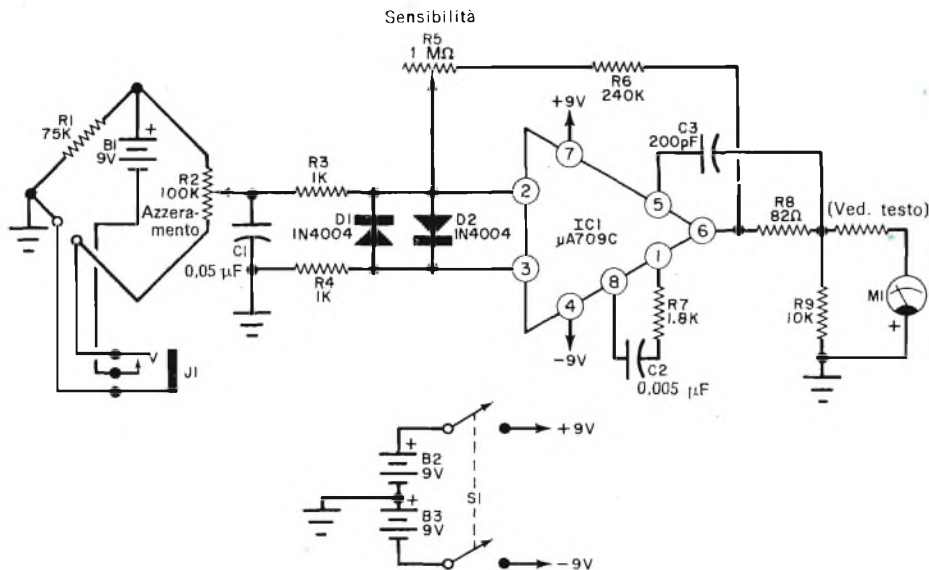 Sensibilità
R5
1 MΩ
R6
240K
+9V
C3
200pF
R1
75K
+
B1
9V
R2
100K
Azzera-
mento
R3
1K
D1
1N4004
D2
1N4004
C1
0,05 µF
R4
1K
2
3
7
5
6
1
8
4
IC1
µA709C
R7
1.8K
C2
0,005 µF
-9V
R8
82Ω
(Ved. testo)
R9
10K
M1
+
J1
+
B2
9V
+
B3
9V
S1
+9V
-9V